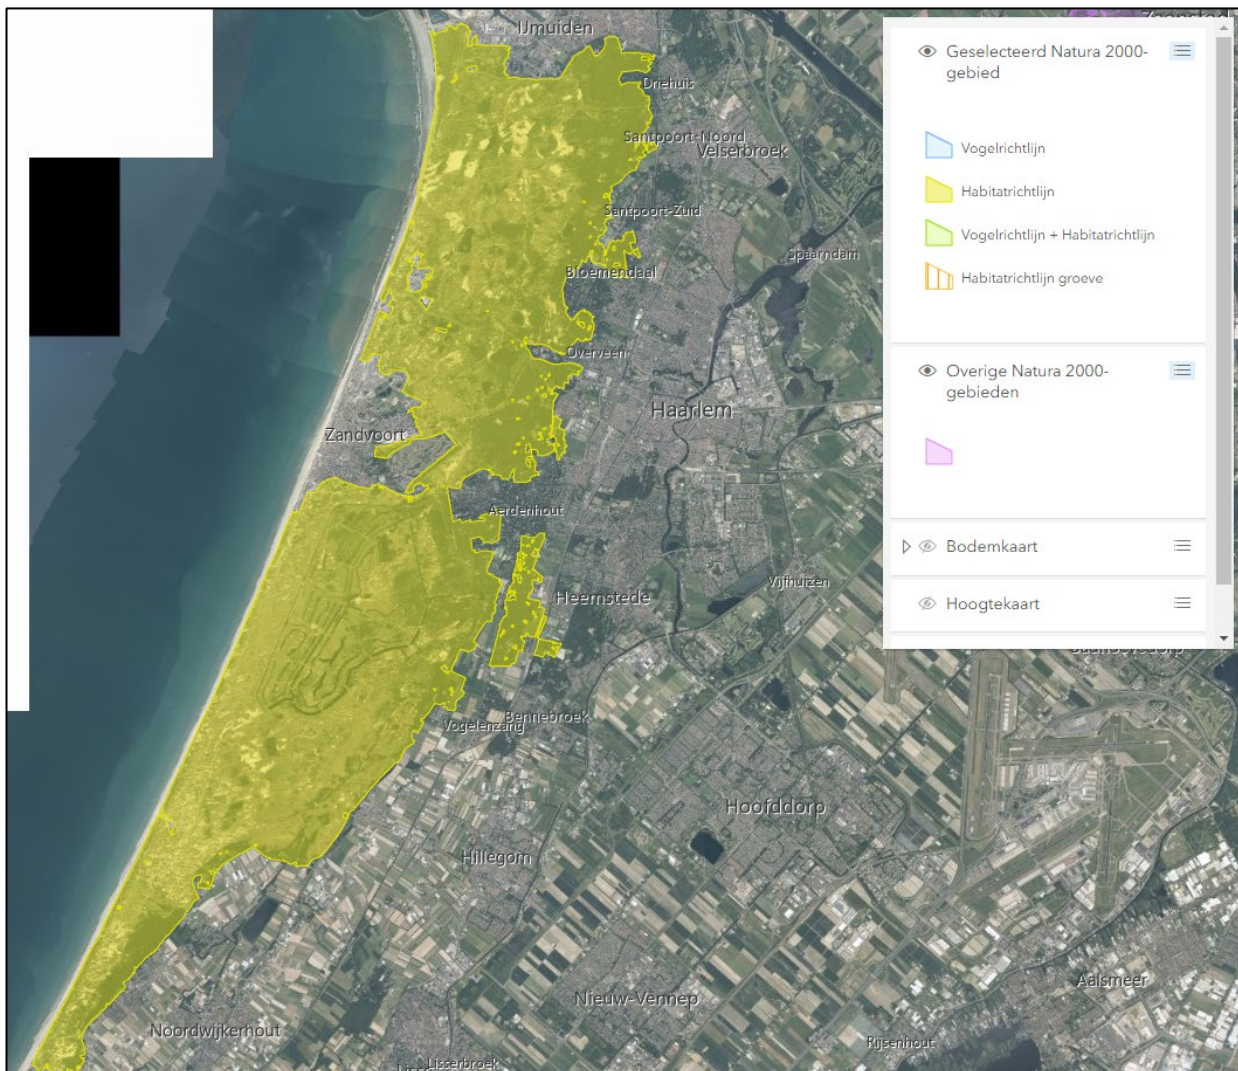 IJmuiden
Driehuis
Santpoort-Noord
Velserbroek
Santpoort-Zuid
Spaarndam
Bloemendaal
Overveen
Haarlem
Zandvoort
Aerdenhout
Vijfhuizen
Heemstede
Bennebroek
Vogelenzang
Hoofddorp
Hillegom
Aalsmeer
Nieuw-Vennep
Noordwijkerhout
Rijsenhout
Lisserbroek
Geselecteerd Natura 2000-
gebied
Vogelrichtlijn
Habitatrichtlijn
Vogelrichtlijn + Habitatrichtlijn
Habitatrichtlijn groeve
Overige Natura 2000-
gebieden
Bodemkaart
Hoogtekaart